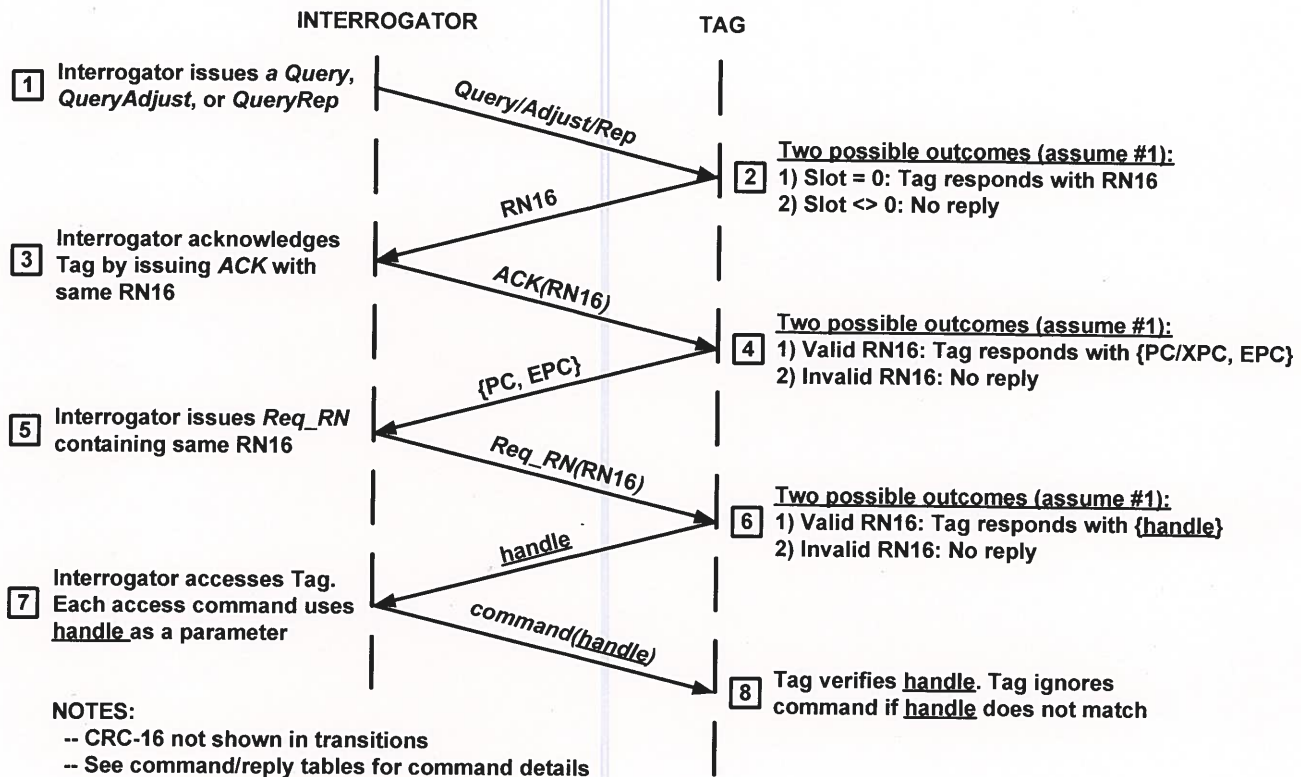 INTERROGATOR
TAG
1
Interrogator issues a Query,
QueryAdjust, or QueryRep
Query/Adjust/Rep
2
Two possible outcomes (assume #1):
1) Slot = 0: Tag responds with RN16
2) Slot <> 0: No reply
RN16
3
Interrogator acknowledges
Tag by issuing ACK with
same RN16
ACK(RN16)
4
Two possible outcomes (assume #1):
1) Valid RN16: Tag responds with {PC/XPC, EPC}
2) Invalid RN16: No reply
{PC, EPC}
5
Interrogator issues Req_RN
containing same RN16
Req_RN(RN16)
6
Two possible outcomes (assume #1):
1) Valid RN16: Tag responds with {handle}
2) Invalid RN16: No reply
handle
7
Interrogator accesses Tag.
Each access command uses
handle as a parameter
command(handle)
8
Tag verifies handle. Tag ignores
command if handle does not match
NOTES:
-- CRC-16 not shown in transitions
-- See command/reply tables for command details